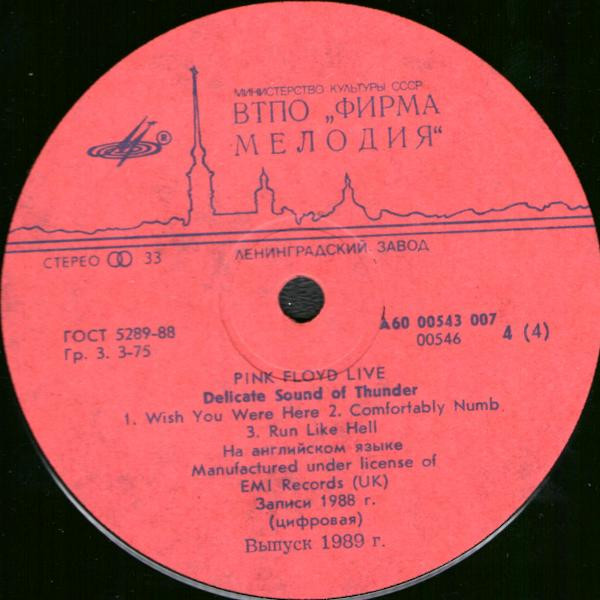 МИНИСТЕРСТВО КУЛЬТУРЫ СССР
ВТПО „ФИРМА
МЕЛОДИЯ“
®
СТЕРЕО 33
ЛЕНИНГРАДСКИЙ ЗАВОД
ГОСТ 5289-88
Гр. 3. 3-75
А60 00543 007
00546
4 (4)
PINK FLOYD LIVE
Delicate Sound of Thunder
1. Wish You Were Here 2. Comfortably Numb
3. Run Like Hell
На английском языке
Manufactured under license of
EMI Records (UK)
Записи 1988 г.
(цифровая)
Выпуск 1989 г.